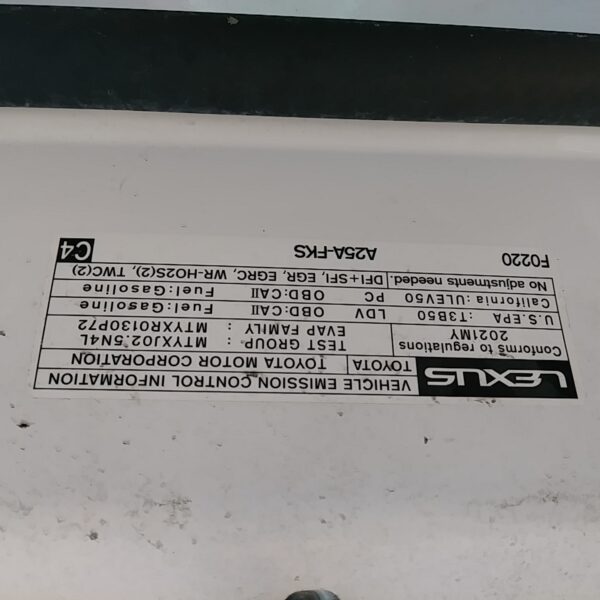 LEXUS VEHICLE EMISSION CONTROL INFORMATION
TOYOTA TOYOTA MOTOR CORPORATION
Conforms to regulations TEST GROUP : MTYXJ02.5N4L
2021MY EVAP FAMILY : MTYXR0130P72
U.S.EPA :T3B50 LDV OBD:CAII Fuel:Gasoline
California:ULEV50 PC OBD:CAII Fuel:Gasoline
No adjustments needed. DFI+SFI, EGR, EGRC, WR-HO2S(2), TWC(2)
F0220 A25A-FKS C4